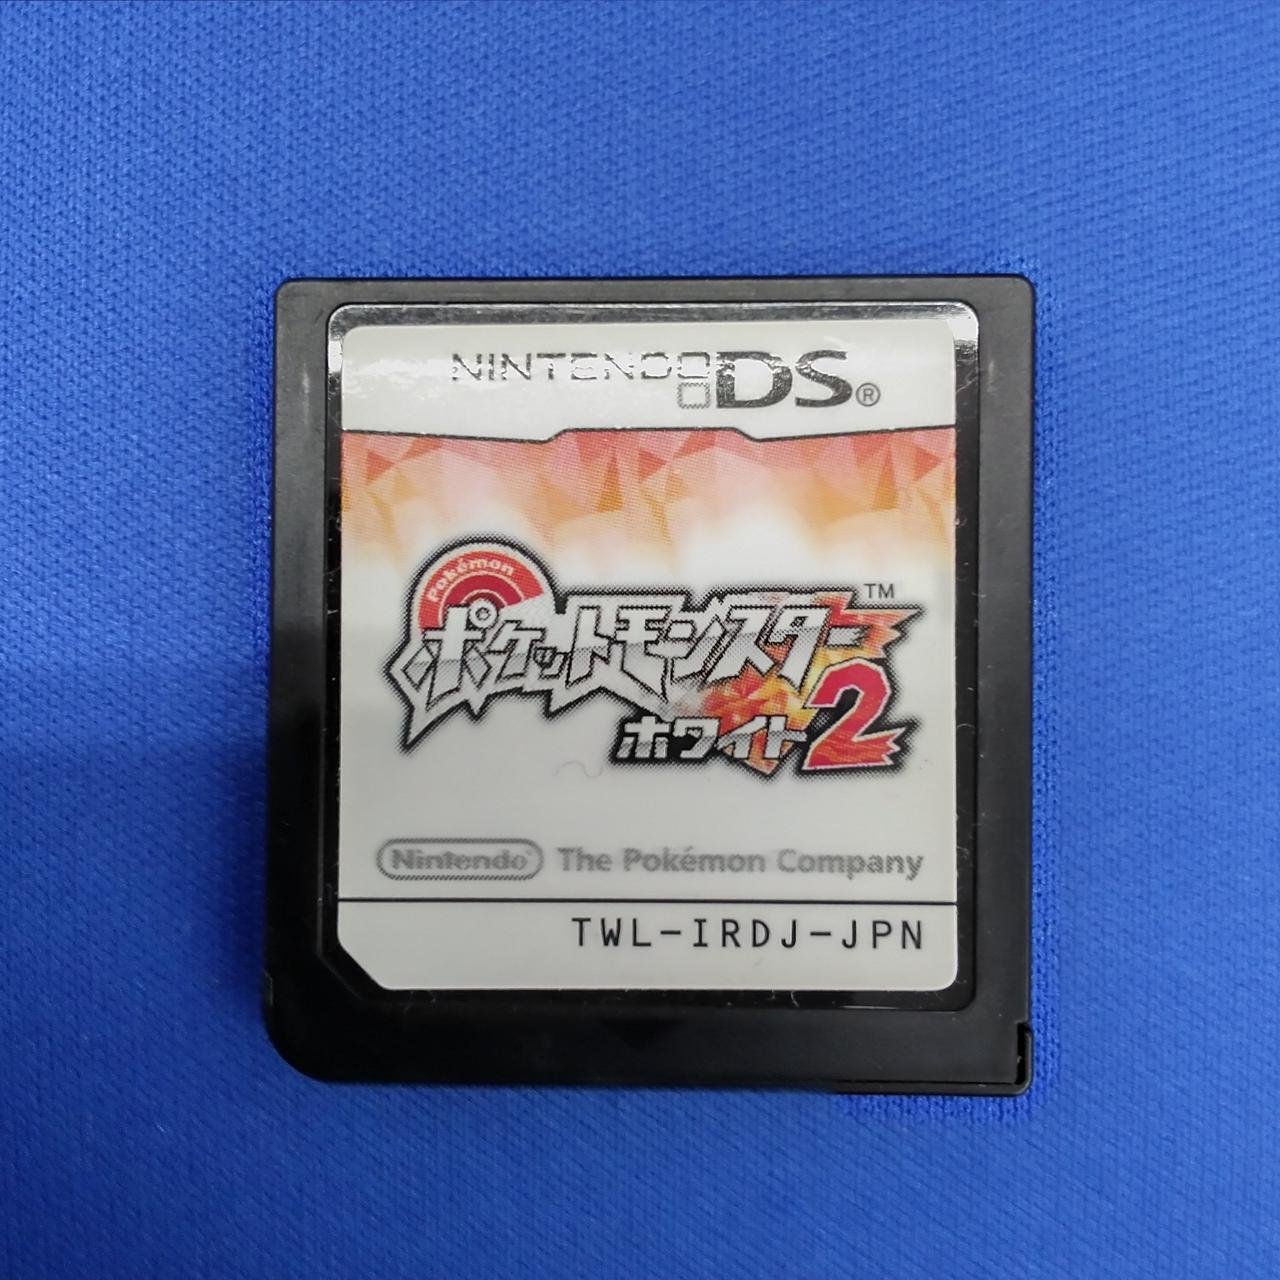 NINTENDO DS®
Pokémon
ポケットモンスター™
ホワイト2
Nintendo® The Pokémon Company
TWL-IRDJ-JPN